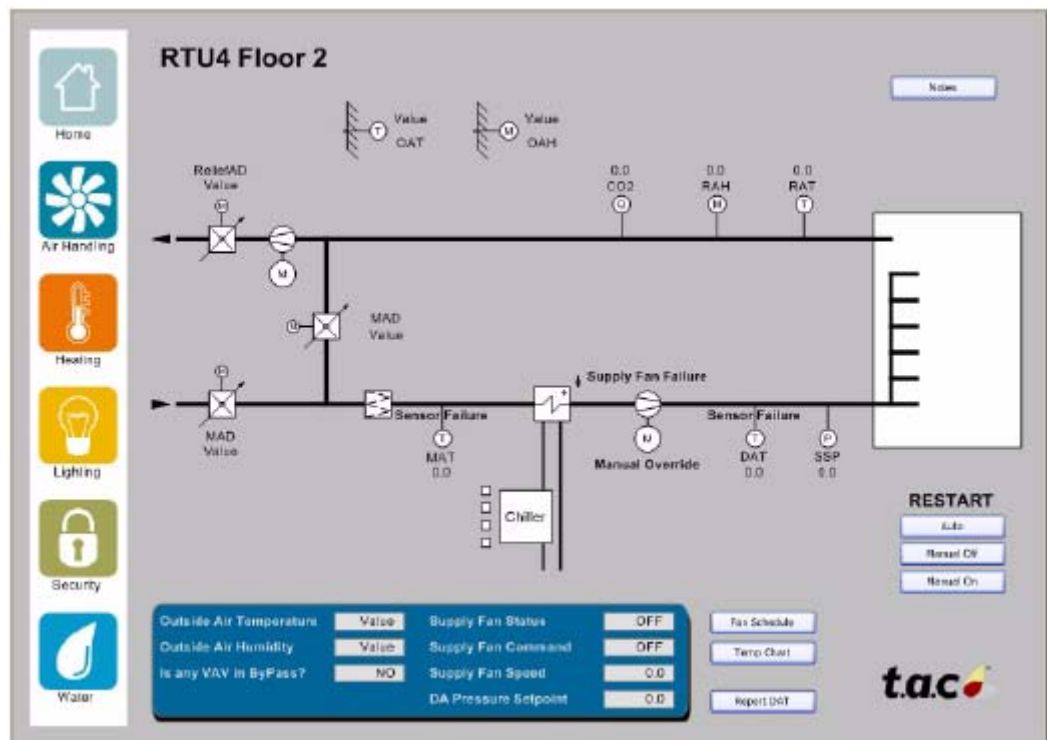 RTU4 Floor 2
Notes
Home
Air Handling
Heating
Lighting
Security
Water
T
Value
OAT
M
Value
OAH
ReliefAD
Value
M
0.0
CO2
0.0
RAH
M
0.0
RAT
T
MAD
Value
MAD
Value
Sensor Failure
T
MAT
0.0
Supply Fan Failure
M
Manual Override
Sensor Failure
T
DAT
0.0
P
SSP
0.0
Chiller
RESTART
Auto
Manual Off
Manual On
Outside Air Temperature Value
Outside Air Humidity Value
Is any VAV in ByPass? NO
Supply Fan Status OFF
Supply Fan Command OFF
Supply Fan Speed 0.0
DA Pressure Setpoint 0.0
Fan Schedule
Temp Chart
Report DAT
t.a.c